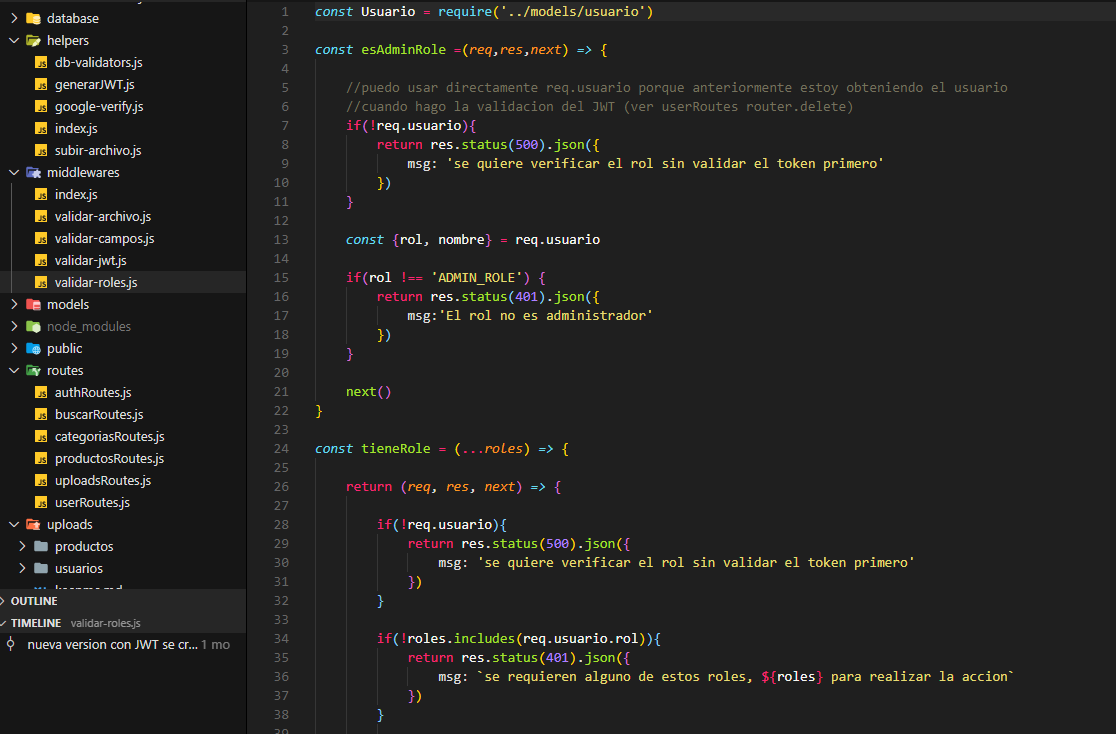 database
helpers
db-validators.js
generarJWT.js
google-verify.js
index.js
subir-archivo.js
middlewares
index.js
validar-archivo.js
validar-campos.js
validar-jwt.js
validar-roles.js
models
node_modules
public
routes
authRoutes.js
buscarRoutes.js
categoriasRoutes.js
productosRoutes.js
uploadsRoutes.js
userRoutes.js
uploads
productos
usuarios
OUTLINE
TIMELINE validar-roles.js
nueva version con JWT se cr... 1 mo
1 const Usuario = require('../models/usuario')
2
3 const esAdminRole =(req,res,next) => {
4
5 //puedo usar directamente req.usuario porque anteriormente estoy obteniendo el usuario
6 //cuando hago la validacion del JWT (ver userRoutes router.delete)
7 if(!req.usuario){
8 return res.status(500).json({
9 msg: 'se quiere verificar el rol sin validar el token primero'
10 })
11 }
12
13 const {rol, nombre} = req.usuario
14
15 if(rol !== 'ADMIN_ROLE') {
16 return res.status(401).json({
17 msg:'El rol no es administrador'
18 })
19 }
20
21 next()
22 }
23
24 const tieneRole = (...roles) => {
25
26 return (req, res, next) => {
27
28 if(!req.usuario){
29 return res.status(500).json({
30 msg: 'se quiere verificar el rol sin validar el token primero'
31 })
32 }
33
34 if(!roles.includes(req.usuario.rol)){
35 return res.status(401).json({
36 msg: `se requieren alguno de estos roles, ${roles} para realizar la accion`
37 })
38 }
39